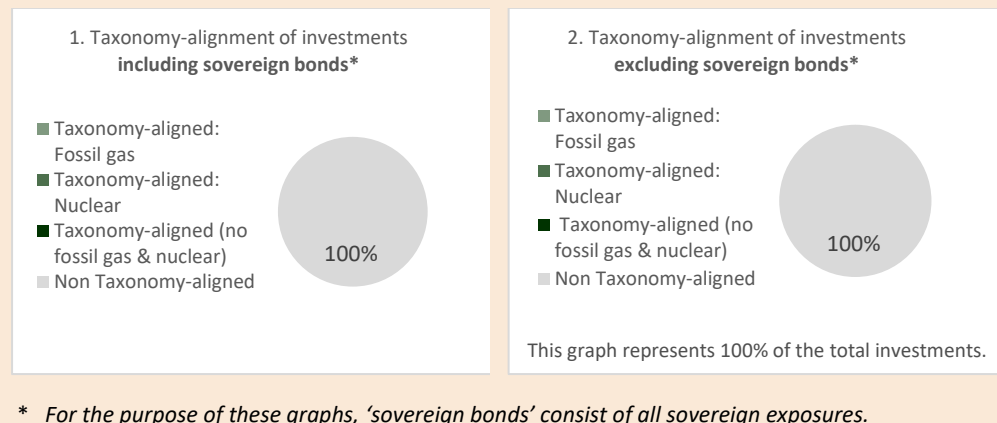 1. Taxonomy-alignment of investments
including sovereign bonds*
Taxonomy-aligned:
Fossil gas
Taxonomy-aligned:
Nuclear
Taxonomy-aligned (no
fossil gas & nuclear)
Non Taxonomy-aligned
100%
2. Taxonomy-alignment of investments
excluding sovereign bonds*
Taxonomy-aligned:
Fossil gas
Taxonomy-aligned:
Nuclear
Taxonomy-aligned (no
fossil gas & nuclear)
Non Taxonomy-aligned
100%
This graph represents 100% of the total investments.
* For the purpose of these graphs, ‘sovereign bonds’ consist of all sovereign exposures.